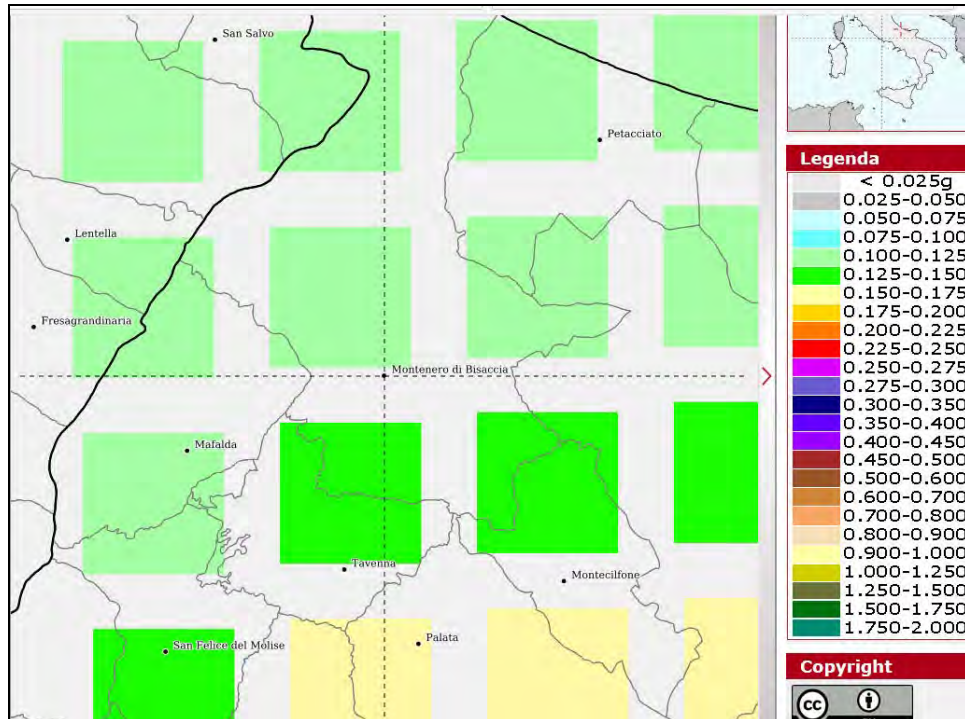 San Salvo
Petacciato
Lentella
Fresagrandinaria
Montenero di Bisaccia
Mafalda
Tavenna
Montecilfone
San Felice del Molise
Palata
Legenda
< 0.025g
0.025-0.050
0.050-0.075
0.075-0.100
0.100-0.125
0.125-0.150
0.150-0.175
0.175-0.200
0.200-0.225
0.225-0.250
0.250-0.275
0.275-0.300
0.300-0.350
0.350-0.400
0.400-0.450
0.450-0.500
0.500-0.600
0.600-0.700
0.700-0.800
0.800-0.900
0.900-1.000
1.000-1.250
1.250-1.500
1.500-1.750
1.750-2.000
Copyright
cc